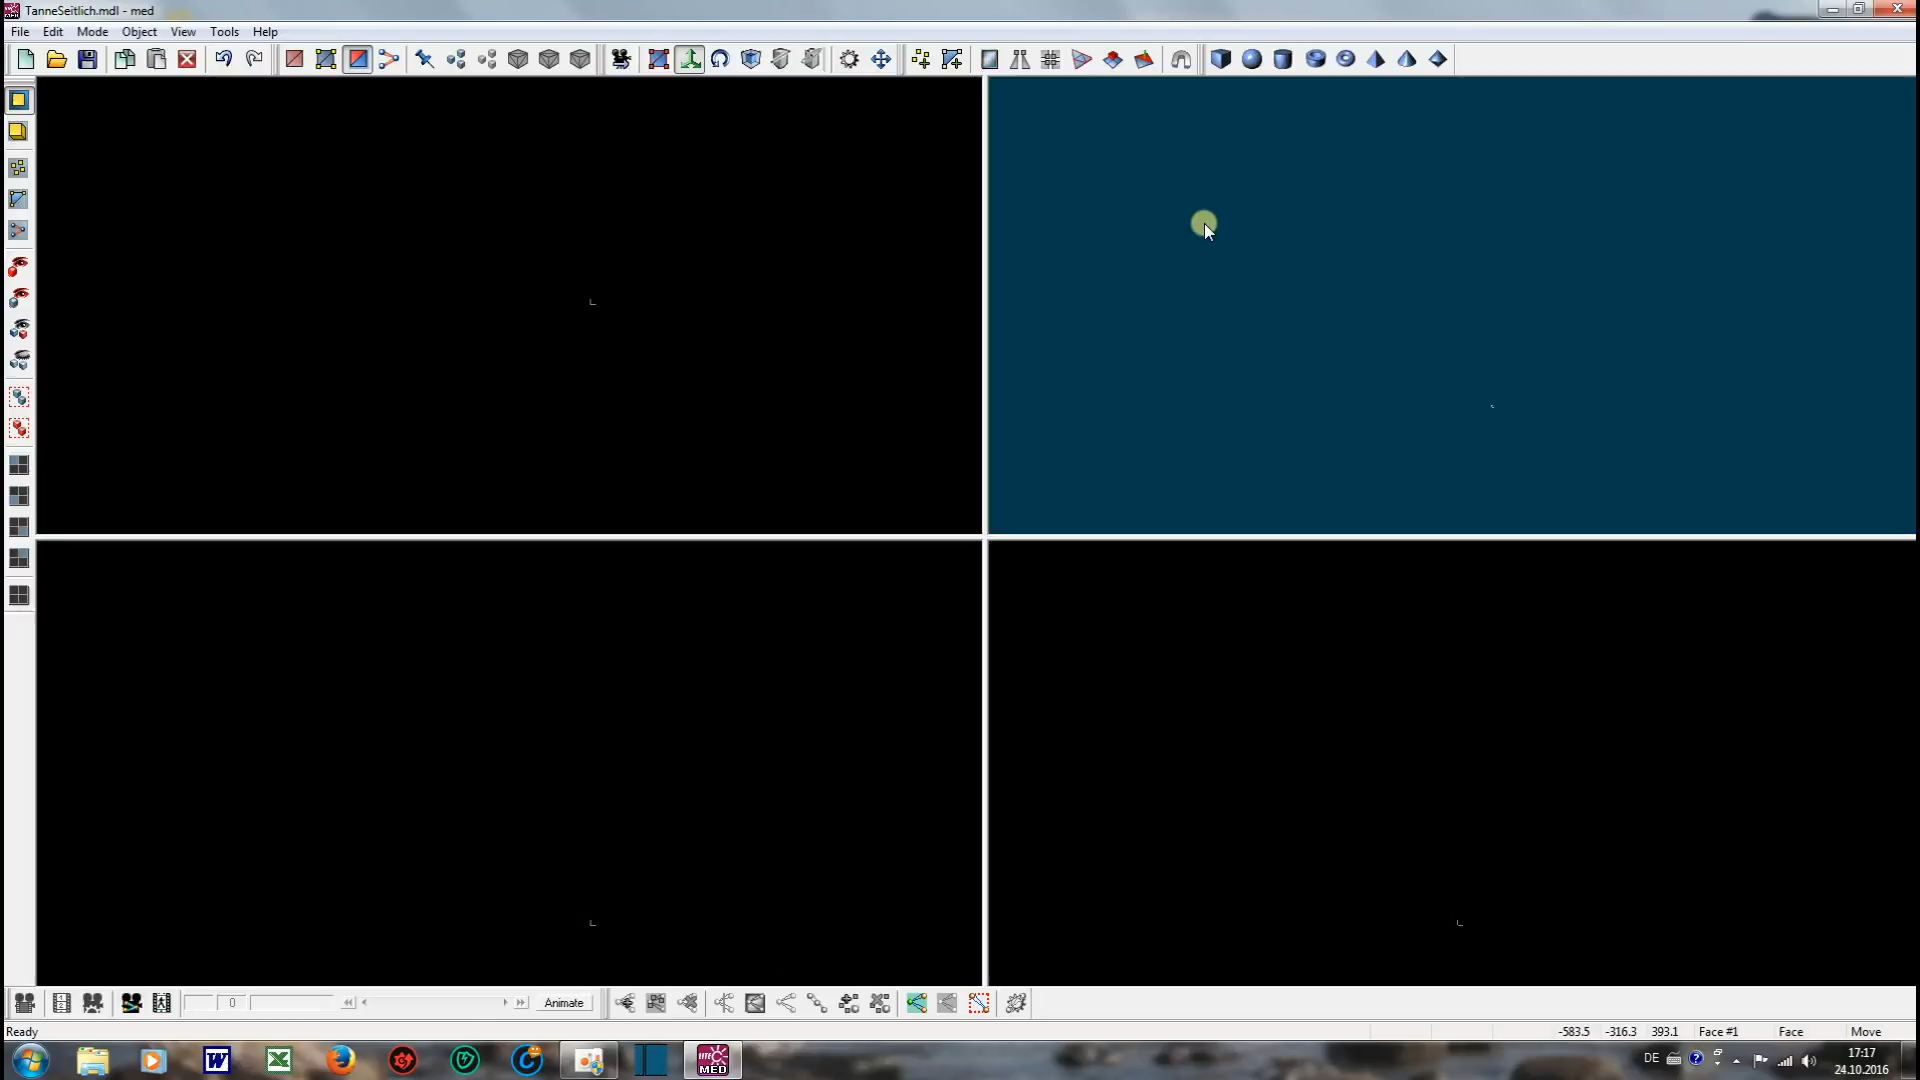 TanneSeitlich.mdl - med
File Edit Mode Object View Tools Help
0 Animate
Ready -583.5 -316.3 393.1 Face #1 Face Move
DE 17:17
24.10.2016
LITE-C
MED